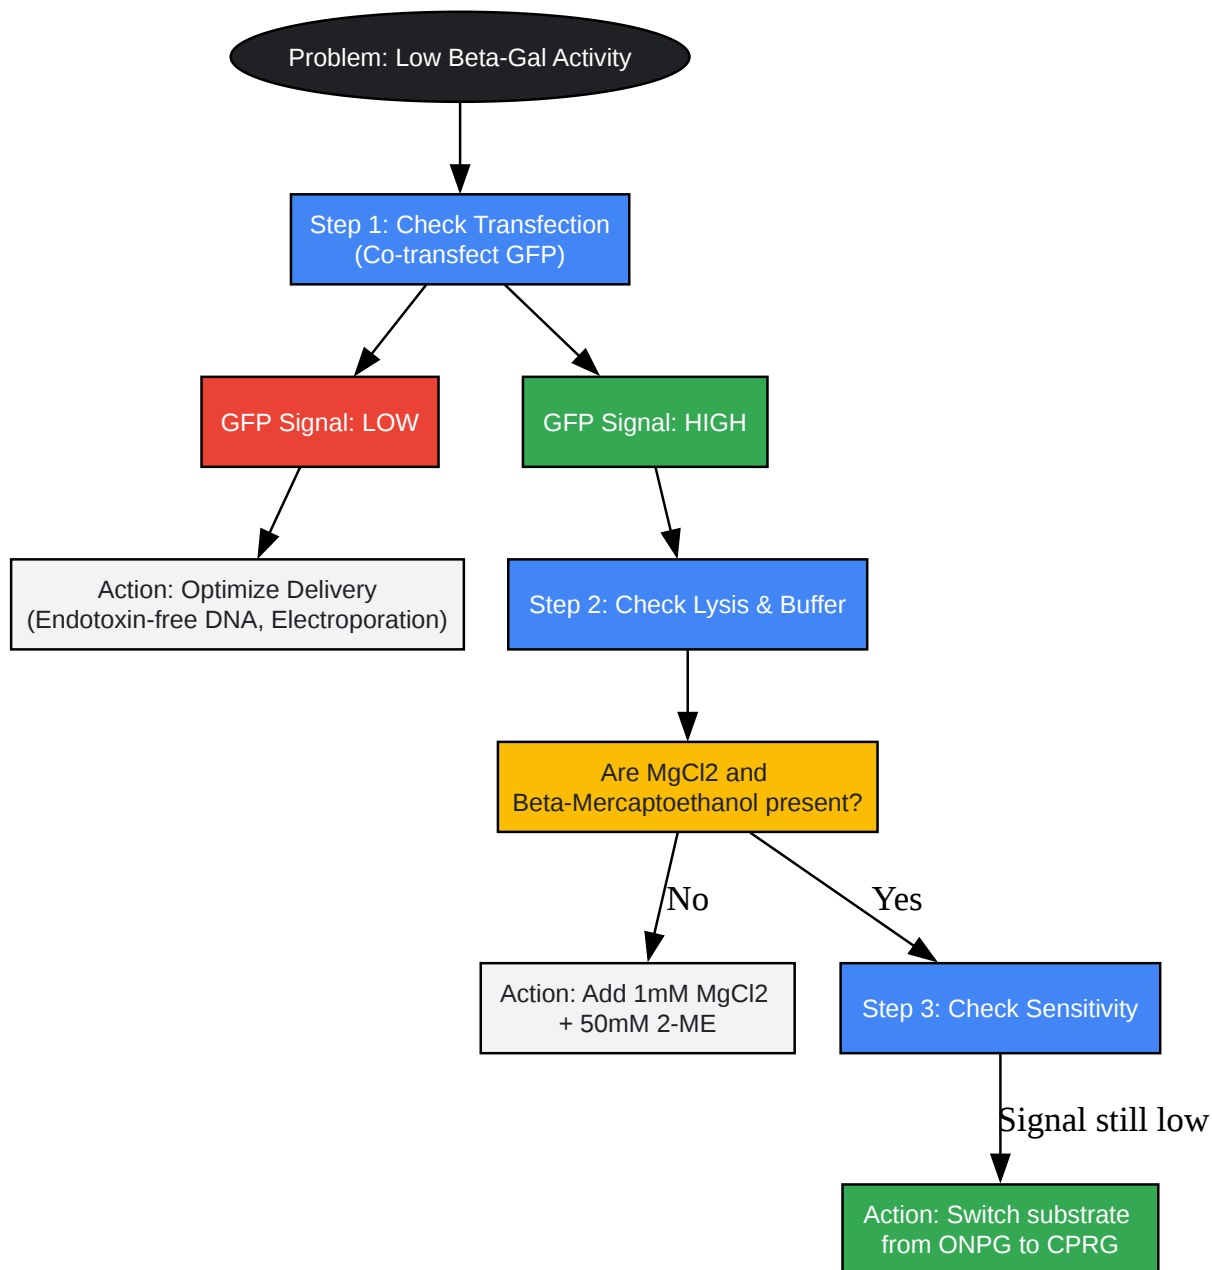 Problem: Low Beta-Gal Activity
Step 1: Check Transfection
(Co-transfect GFP)
GFP Signal: LOW
GFP Signal: HIGH
Action: Optimize Delivery
(Endotoxin-free DNA, Electroporation)
Step 2: Check Lysis & Buffer
Are MgCl2 and
Beta-Mercaptoethanol present?
No
Yes
Action: Add 1mM MgCl2
+ 50mM 2-ME
Step 3: Check Sensitivity
Signal still low
Action: Switch substrate
from ONPG to CPRG